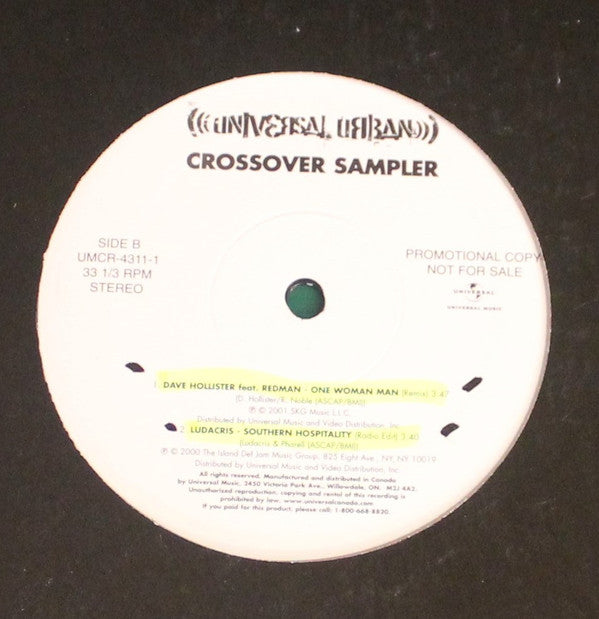 (((UNIVERSAL URBAN)))
CROSSOVER SAMPLER
SIDE B
UMCR-4311-1
33 1/3 RPM
STEREO
PROMOTIONAL COPY
NOT FOR SALE
UNIVERSAL
UNIVERSAL MUSIC
1. DAVE HOLLISTER feat. REDMAN - ONE WOMAN MAN (Remix) 3:47
(D. Hollister/R. Noble (ASCAP/BMI)
℗ © 2001 SKG Music L.L.C.
Distributed by Universal Music and Video Distribution, Inc.
2. LUDACRIS - SOUTHERN HOSPITALITY (Radio Edit) 3:40
(Ludacris & Pharell (ASCAP/BMI)
℗ © 2000 The Island Def Jam Music Group, 825 Eight Ave., NY, NY 10019
Distributed by Universal Music and Video Distribution, Inc.
All rights reserved. Manufactured and distributed in Canada
by Universal Music, 2450 Victoria Park Ave., Willowdale, ON. M2J 4A2.
Unauthorized reproduction, copying and rental of this recording is
prohibited by law. www.universalcanada.com.
If you paid for this product, please call: 1-800-668-8820.